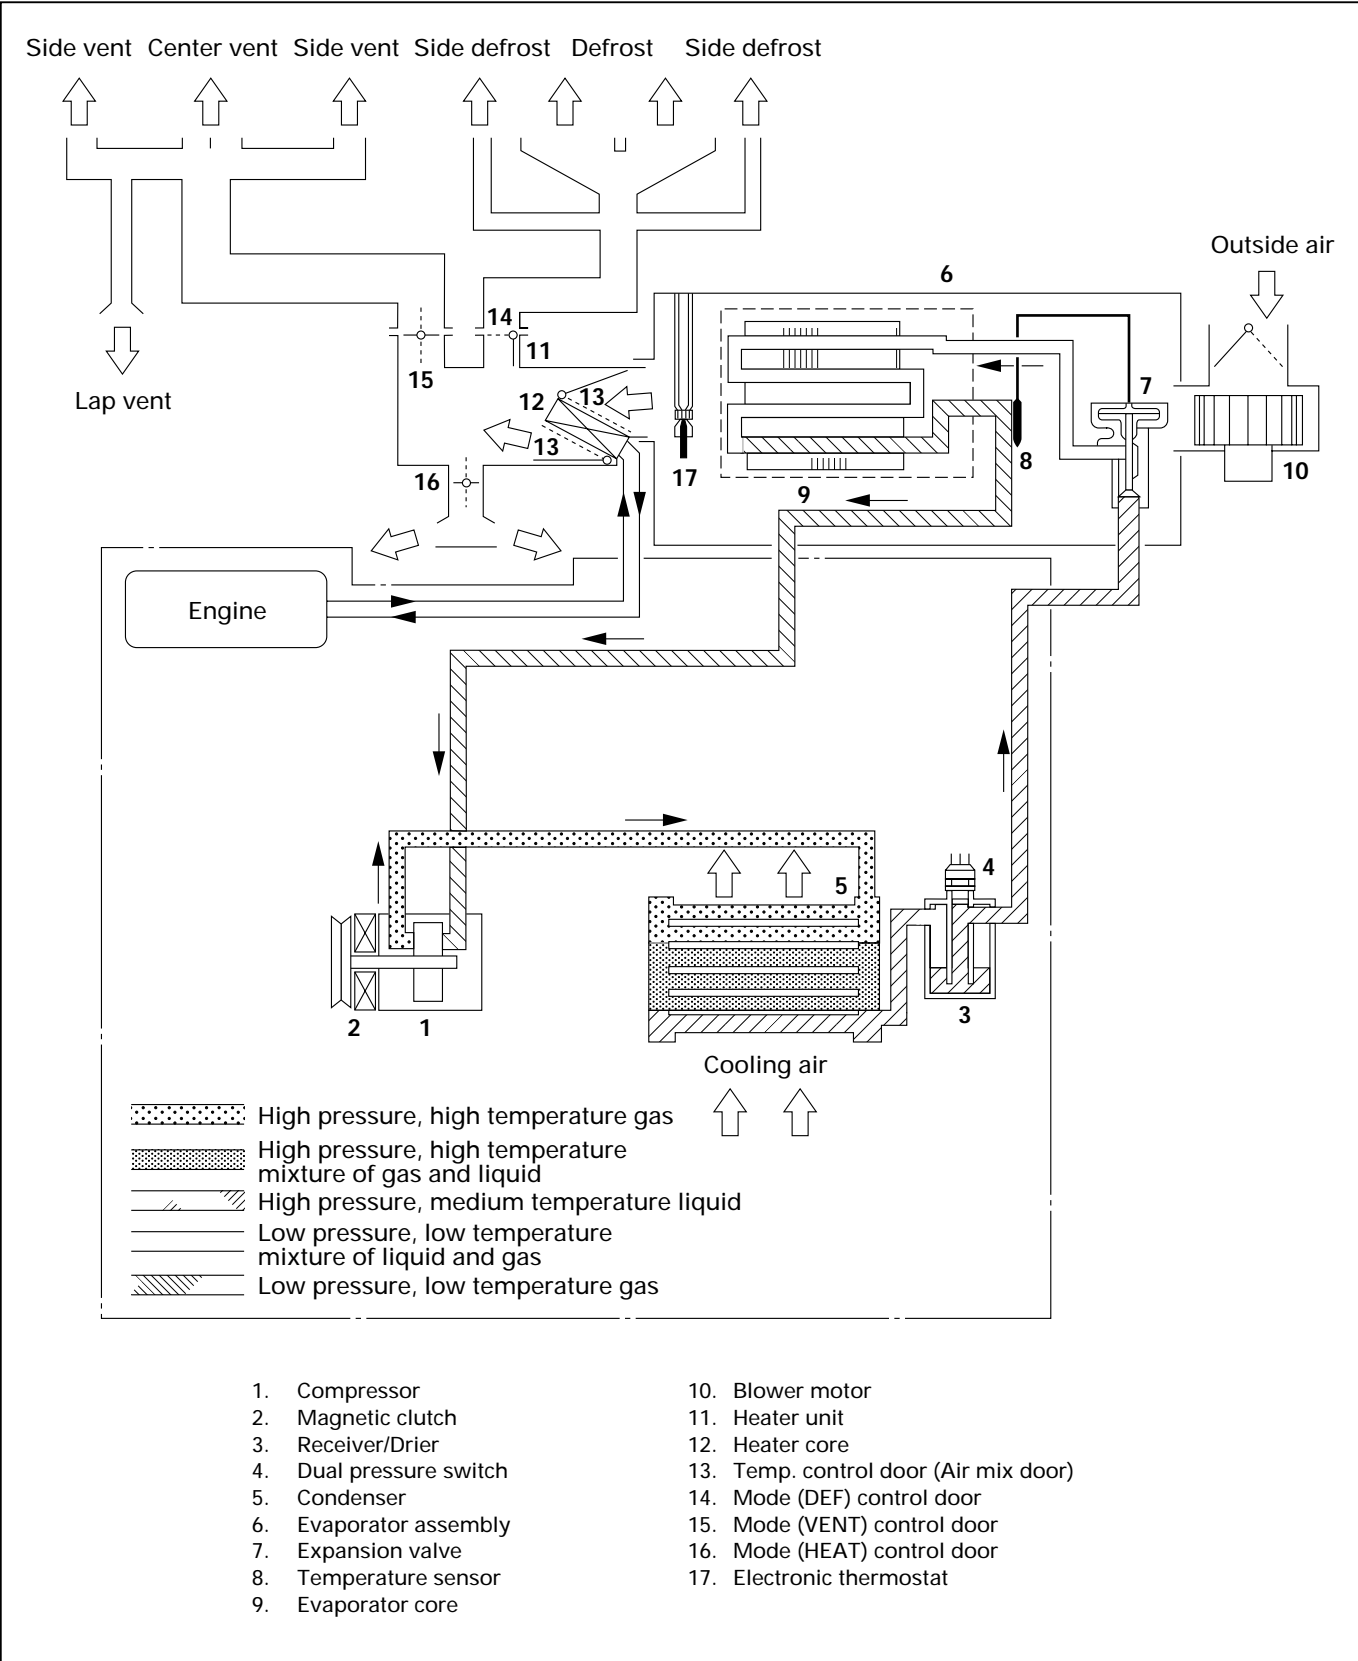 Side vent Center vent Side vent Side defrost Defrost Side defrost
Outside air
6
14
11
15
7
Lap vent
12
13
13
8
16
17
10
9
Engine
4
5
3
2
1
Cooling air
High pressure, high temperature gas
High pressure, high temperature
mixture of gas and liquid
High pressure, medium temperature liquid
Low pressure, low temperature
mixture of liquid and gas
Low pressure, low temperature gas
1. Compressor
2. Magnetic clutch
3. Receiver/Drier
4. Dual pressure switch
5. Condenser
6. Evaporator assembly
7. Expansion valve
8. Temperature sensor
9. Evaporator core
10. Blower motor
11. Heater unit
12. Heater core
13. Temp. control door (Air mix door)
14. Mode (DEF) control door
15. Mode (VENT) control door
16. Mode (HEAT) control door
17. Electronic thermostat